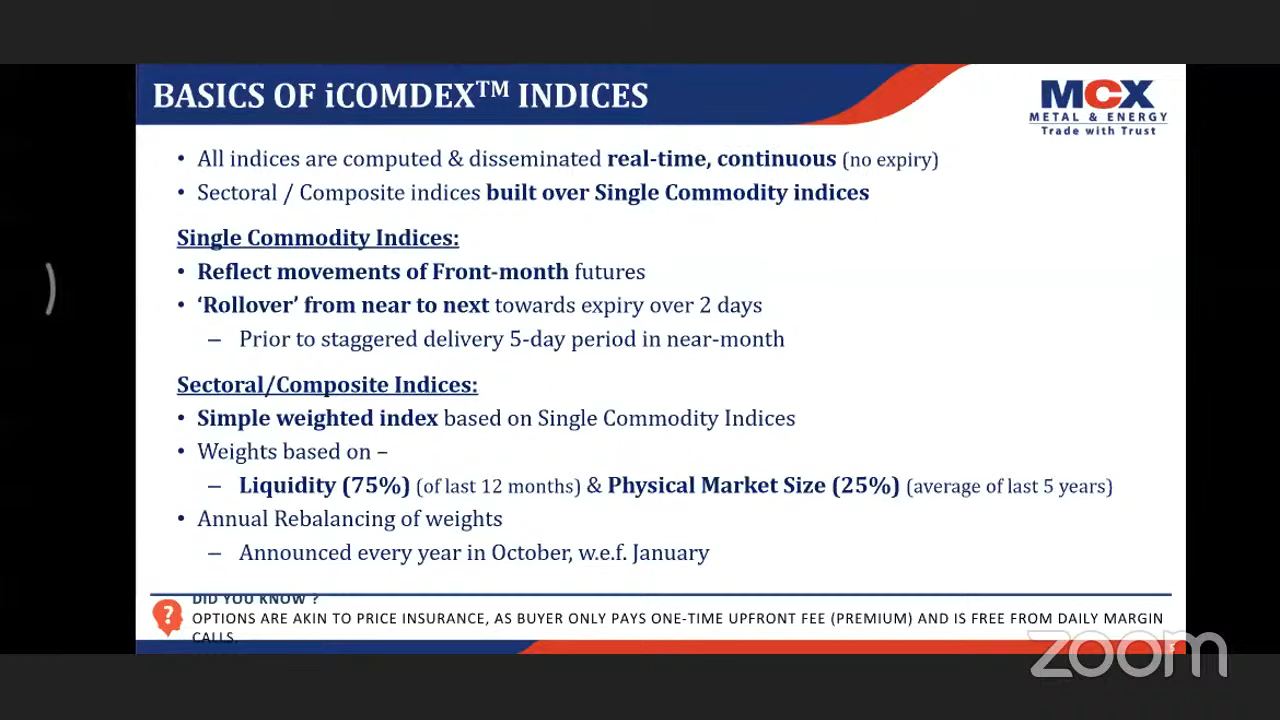 BASICS OF iCOMDEX™ INDICES
MCX
METAL & ENERGY
Trade with Trust
• All indices are computed & disseminated real-time, continuous (no expiry)
• Sectoral / Composite indices built over Single Commodity indices
Single Commodity Indices:
• Reflect movements of Front-month futures
• ‘Rollover’ from near to next towards expiry over 2 days
– Prior to staggered delivery 5-day period in near-month
Sectoral/Composite Indices:
• Simple weighted index based on Single Commodity Indices
• Weights based on –
– Liquidity (75%) (of last 12 months) & Physical Market Size (25%) (average of last 5 years)
• Annual Rebalancing of weights
– Announced every year in October, w.e.f. January
?
DID YOU KNOW ?
OPTIONS ARE AKIN TO PRICE INSURANCE, AS BUYER ONLY PAYS ONE-TIME UPFRONT FEE (PREMIUM) AND IS FREE FROM DAILY MARGIN
CALLS.
zoom